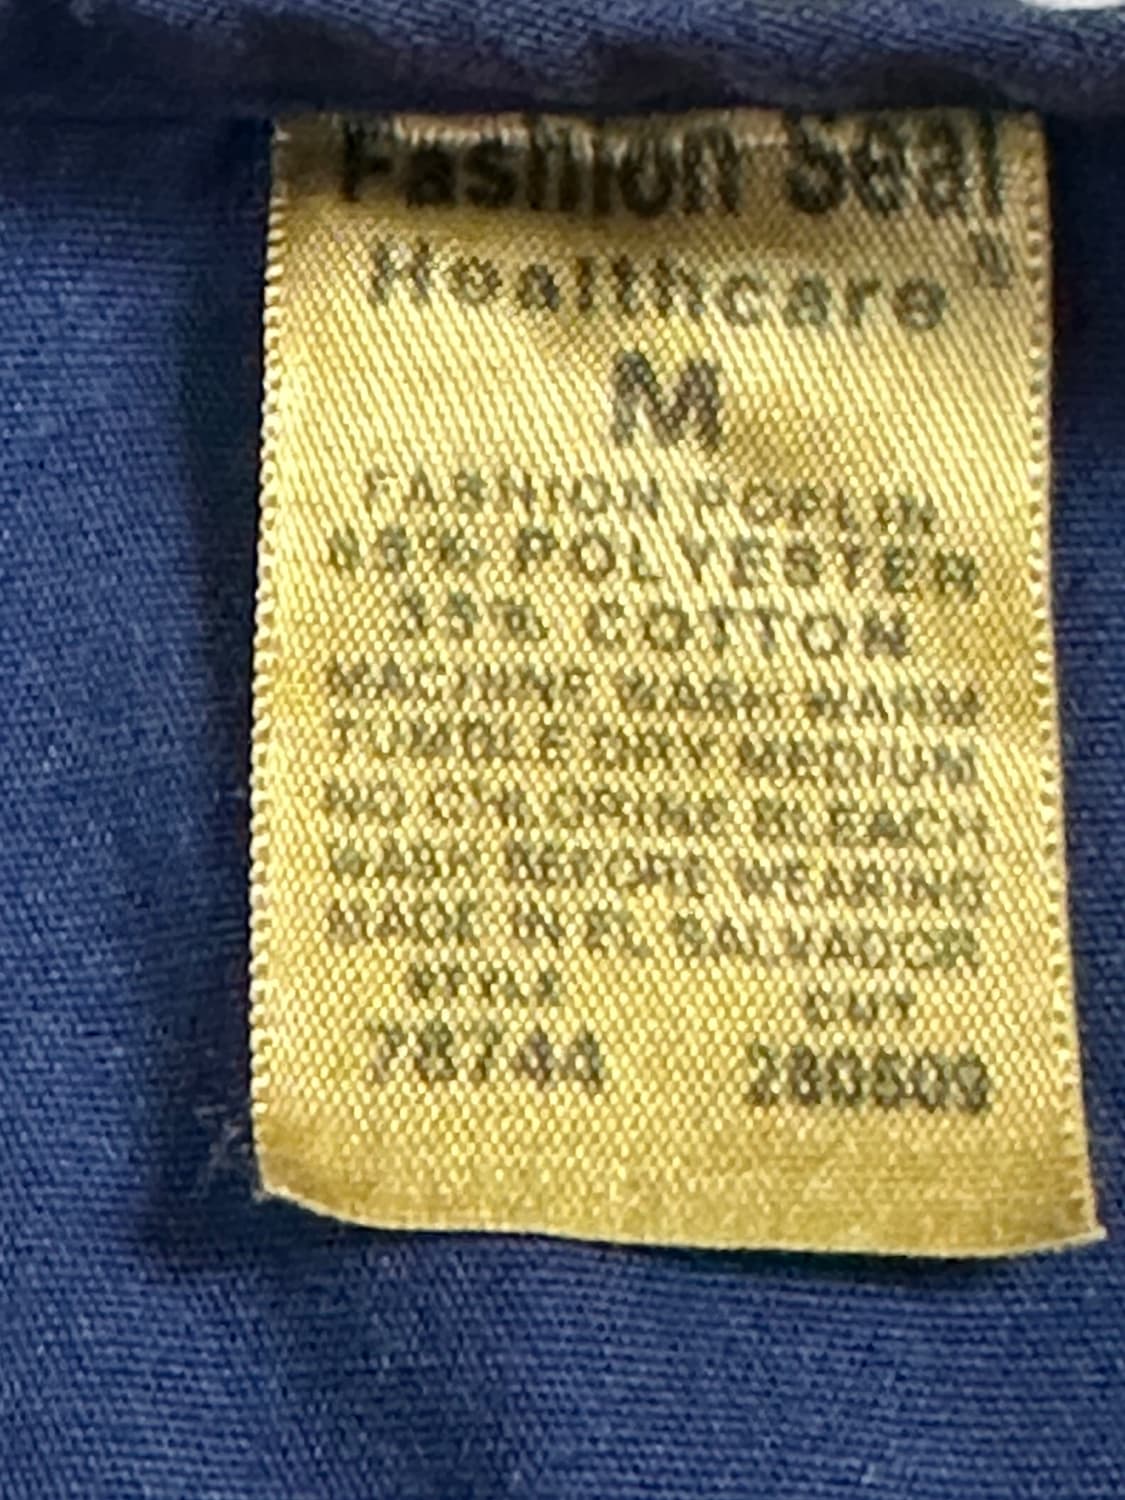 Fashion Seal
Healthcare®
M
FASHION POPLIN
65% POLYESTER
35% COTTON
MACHINE WASH WARM
TUMBLE DRY MEDIUM
NO CHLORINE BLEACH
WASH BEFORE WEARING
MADE IN EL SALVADOR
STYLE CUT
78744 280509